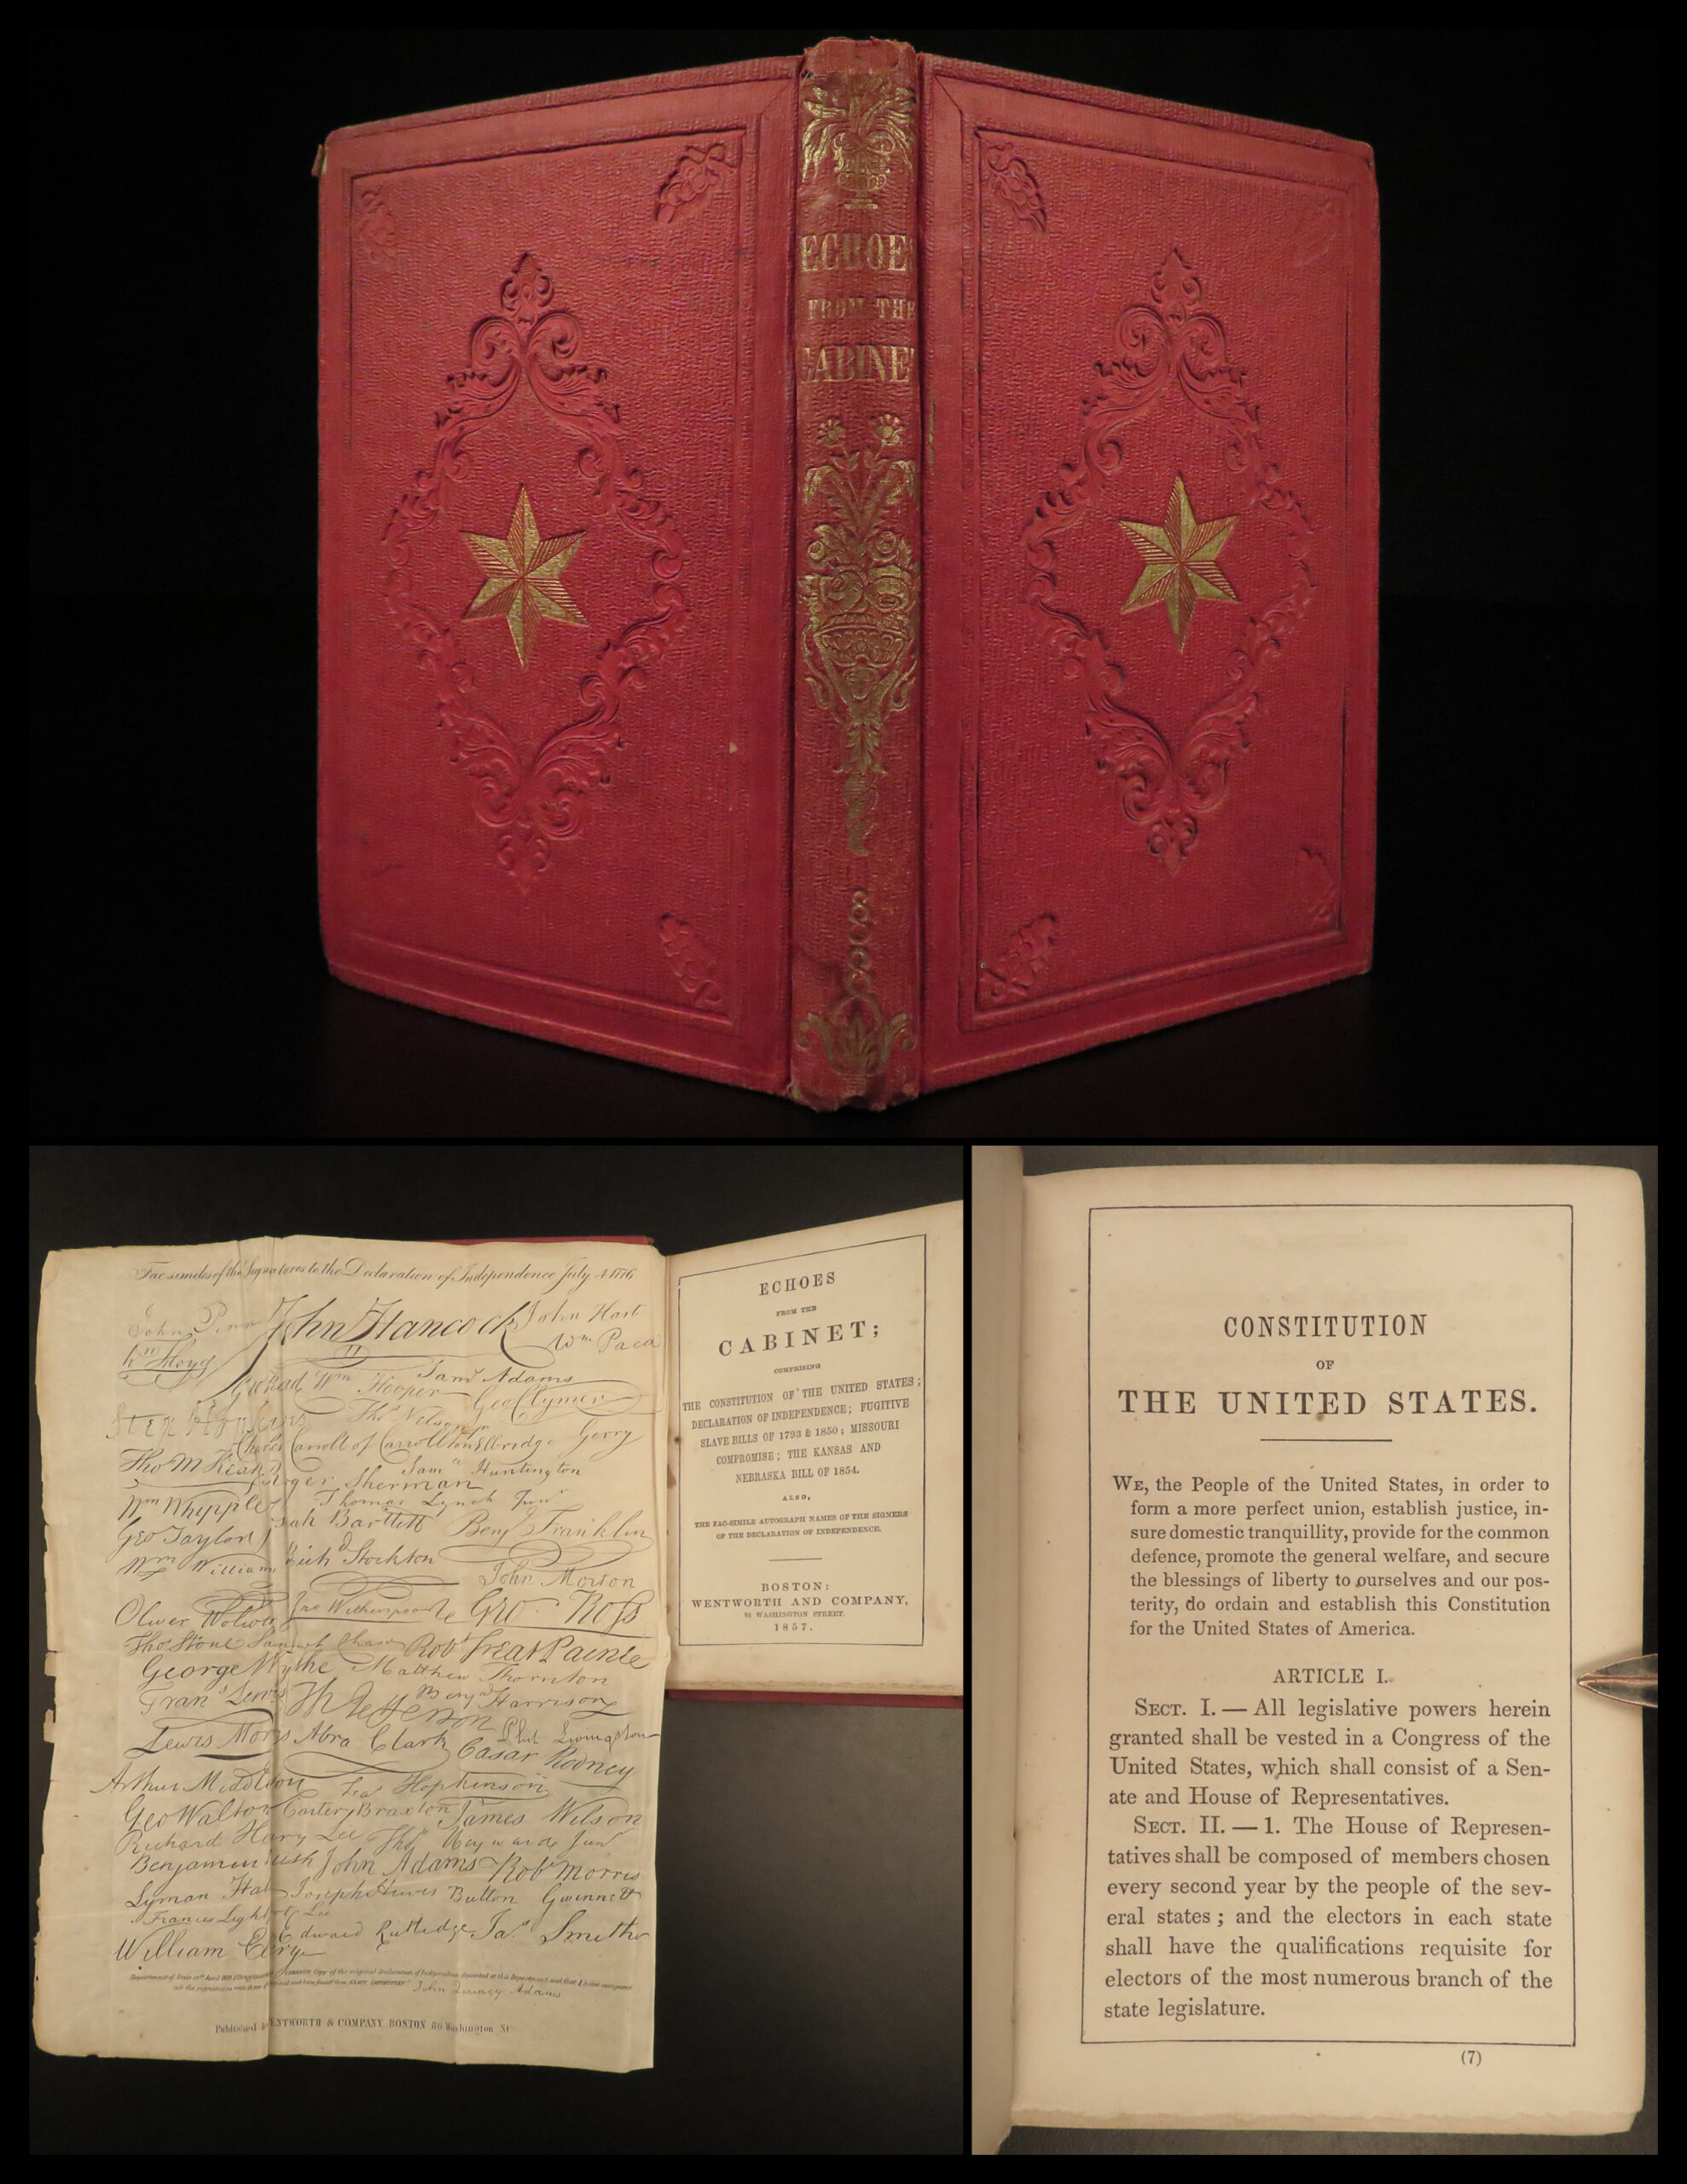 ECHOE
FROM THE
CABINE
Fac-similes of the Signatures to the Declaration of Independence July 4 1776
John Penn John Hancock John Hart
Wm Paca
Wm Floyd
Geo Read Wm Hooper Saml Adams
Geo Clymer
Step Hopkins Thos Nelson jr
Charles Carroll of Carrollton Elbridge Gerry
Tho M Kean Roger Sherman Saml Huntington
Wm Whipple Thomas Lynch Junr
Josiah Bartlett Benj Franklin
Geo Taylor
Richd Stockton
Wm Williams John Morton
Oliver Wolcott Jno Witherspoon Geo. Ross
Thos Stone Samuel Chase Robt Treat Paine
George Wythe Matthew Thornton
Frans Lewis Th Jefferson Benja Harrison
Lewis Morris Abra Clark Phil. Livingston
Casar Rodney
Arthur Middleton Fras Hopkinson
Geo Walton Carter Braxton James Wilson
Richard Henry Lee Thos Heyward Junr
Benjamin Rush John Adams Robt Morris
Lyman Hall Joseph Hewes Button Gwinnett
Francis Lightfoot Lee
William Ellery Edward Rutledge Jas Smith
Department of State
John Quincy Adams
Published by WENTWORTH & COMPANY BOSTON 86 Washington St
ECHOES
FROM THE
CABINET;
COMPRISING
THE CONSTITUTION OF THE UNITED STATES;
DECLARATION OF INDEPENDENCE; FUGITIVE
SLAVE BILLS OF 1793 & 1850; MISSOURI
COMPROMISE; THE KANSAS AND
NEBRASKA BILL OF 1854.
ALSO,
THE FAC-SIMILE AUTOGRAPH NAMES OF THE SIGNERS
OF THE DECLARATION OF INDEPENDENCE.
BOSTON:
WENTWORTH AND COMPANY,
86 WASHINGTON STREET.
1857.
CONSTITUTION
OF
THE UNITED STATES.
WE, the People of the United States, in order to
form a more perfect union, establish justice, in-
sure domestic tranquillity, provide for the common
defence, promote the general welfare, and secure
the blessings of liberty to ourselves and our pos-
terity, do ordain and establish this Constitution
for the United States of America.
ARTICLE I.
SECT. I. — All legislative powers herein
granted shall be vested in a Congress of the
United States, which shall consist of a Sen-
ate and House of Representatives.
SECT. II. — 1. The House of Represen-
tatives shall be composed of members chosen
every second year by the people of the sev-
eral states; and the electors in each state
shall have the qualifications requisite for
electors of the most numerous branch of the
state legislature.
(7)